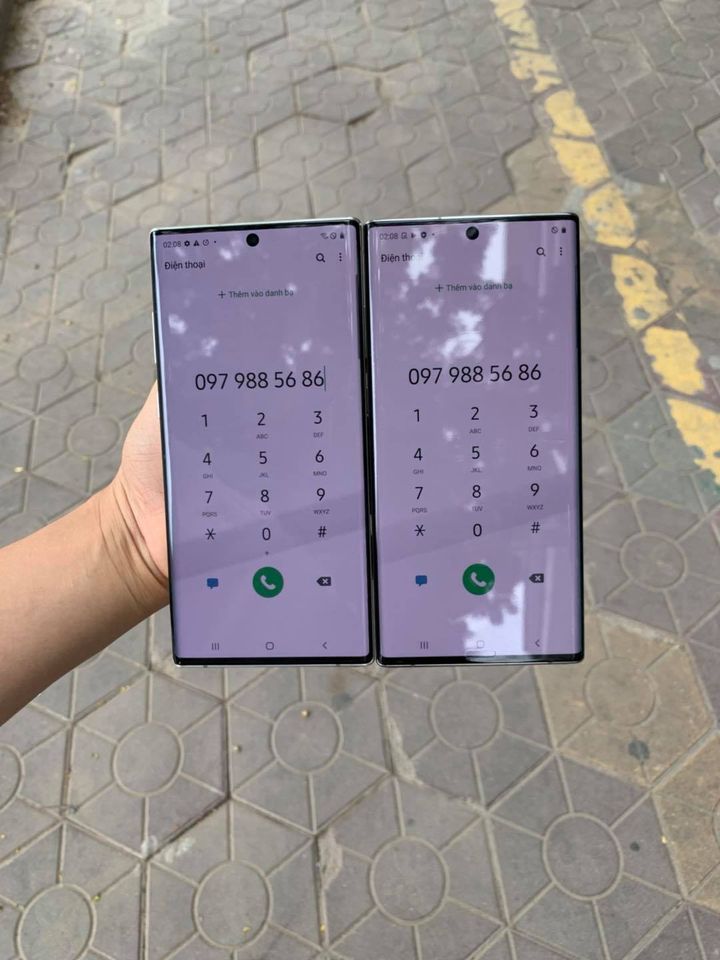 02:08
Điện thoại
+ Thêm vào danh bạ
097 988 56 86
1 2 3
ABC DEF
4 5 6
GHI JKL MNO
7 8 9
PQRS TUV WXYZ
* 0 #
+
02:08
Điện thoại
+ Thêm vào danh bạ
097 988 56 86
1 2 3
ABC DEF
4 5 6
GHI JKL MNO
7 8 9
PQRS TUV WXYZ
* 0 #